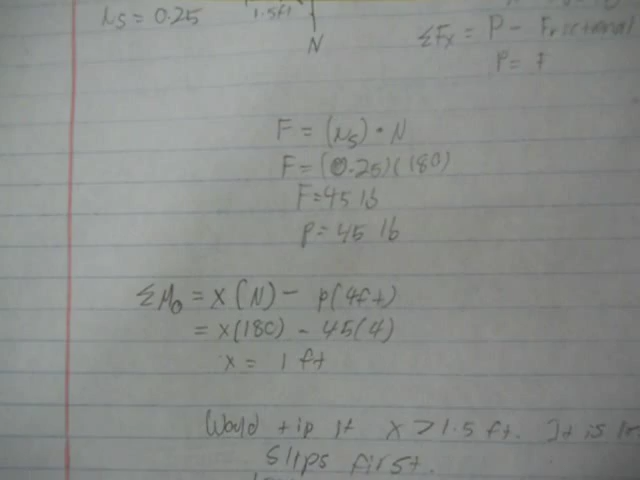 μs = 0.25
1.5ft
N
ΣFx = P - Frictional
P = F
F = (μs) • N
F = (0.25)(180)
F = 45 lb
P = 45 lb
ΣM₀ = x(N) - P(4ft)
= x(180) - 45(4)
x = 1 ft
Would tip if x > 1.5 ft. It is
Slips first.